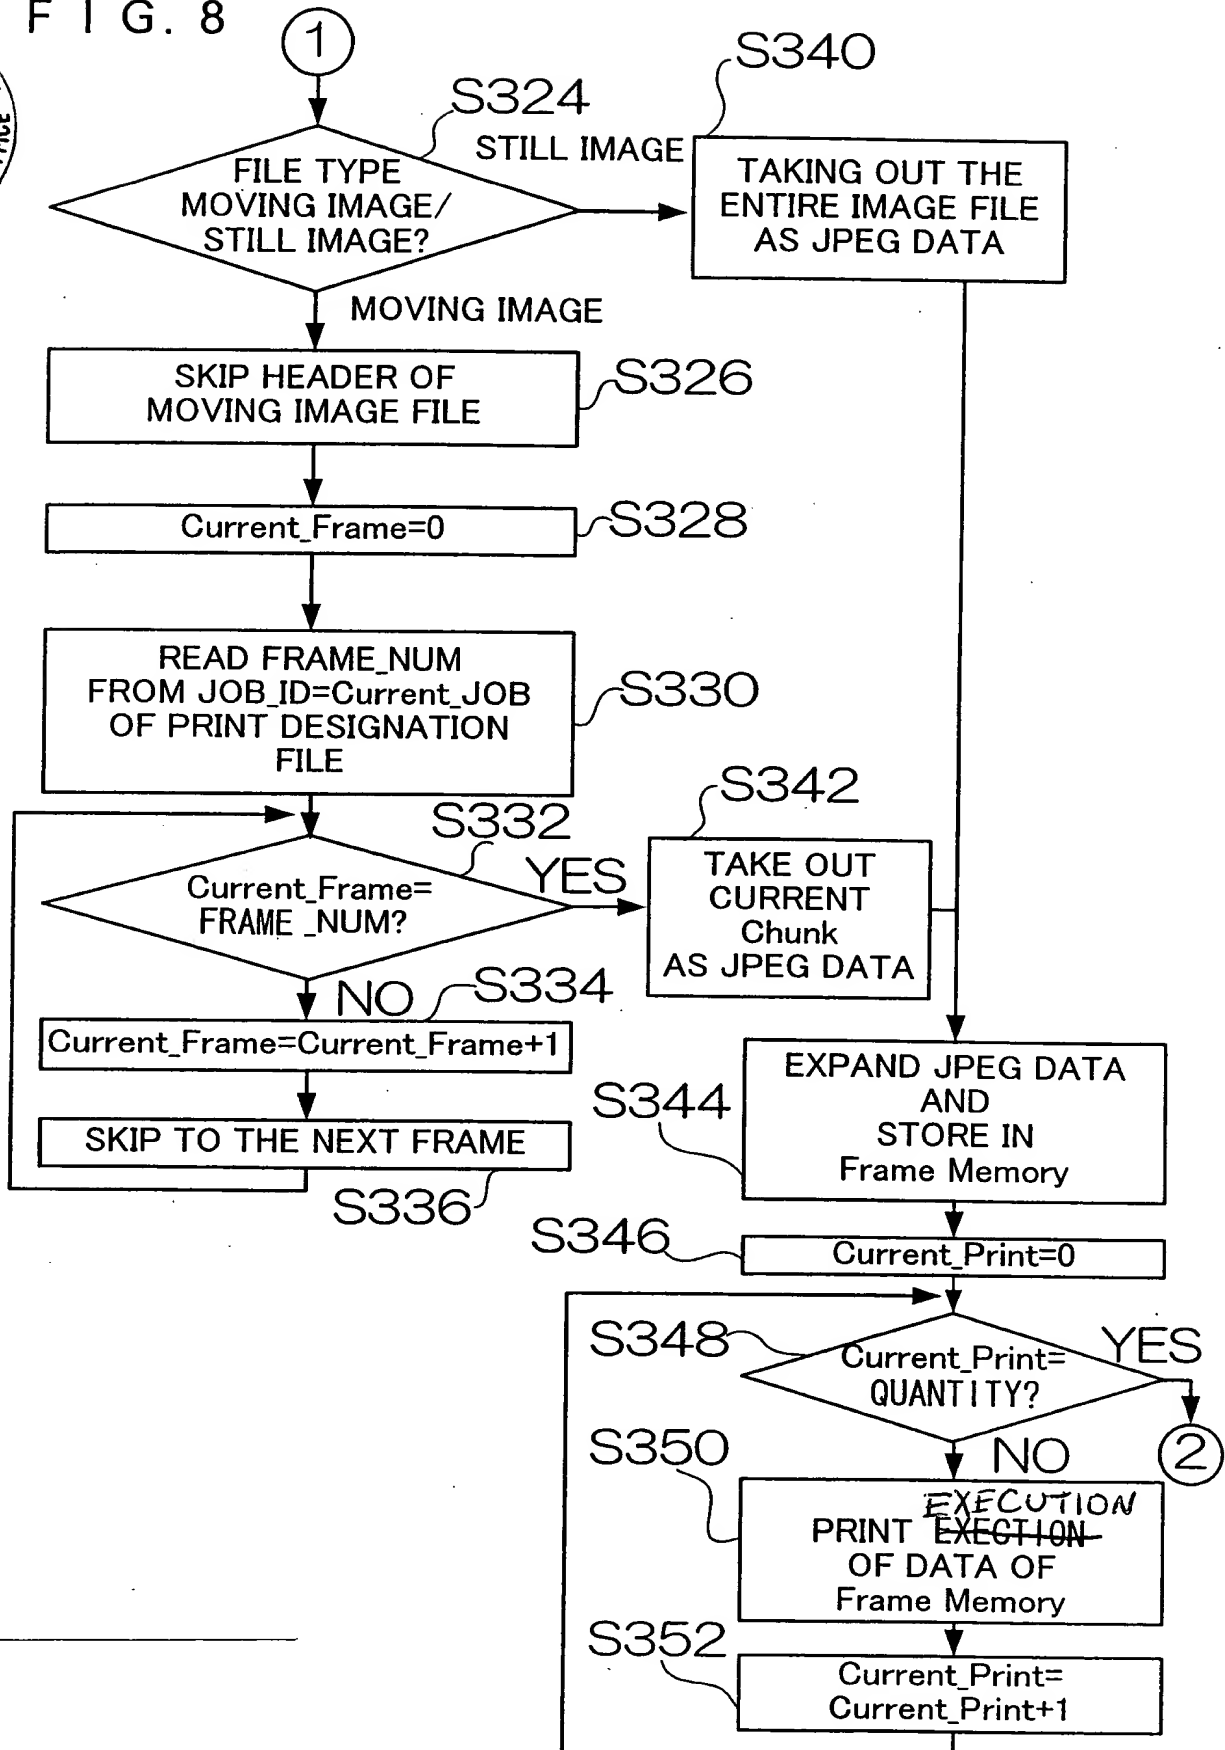 FIG. 8
1
S324
FILE TYPE
MOVING IMAGE/
STILL IMAGE?
STILL IMAGE
S340
TAKING OUT THE
ENTIRE IMAGE FILE
AS JPEG DATA
MOVING IMAGE
SKIP HEADER OF
MOVING IMAGE FILE
S326
Current_Frame=0
S328
READ FRAME_NUM
FROM JOB_ID=Current_JOB
OF PRINT DESIGNATION
FILE
S330
S332
Current_Frame=
FRAME_NUM?
YES
S342
TAKE OUT
CURRENT
Chunk
AS JPEG DATA
NO
S334
Current_Frame=Current_Frame+1
SKIP TO THE NEXT FRAME
S336
S344
EXPAND JPEG DATA
AND
STORE IN
Frame Memory
S346
Current_Print=0
S348
Current_Print=
QUANTITY?
YES
2
NO
S350
EXECUTION
PRINT EXECTION
OF DATA OF
Frame Memory
S352
Current_Print=
Current_Print+1